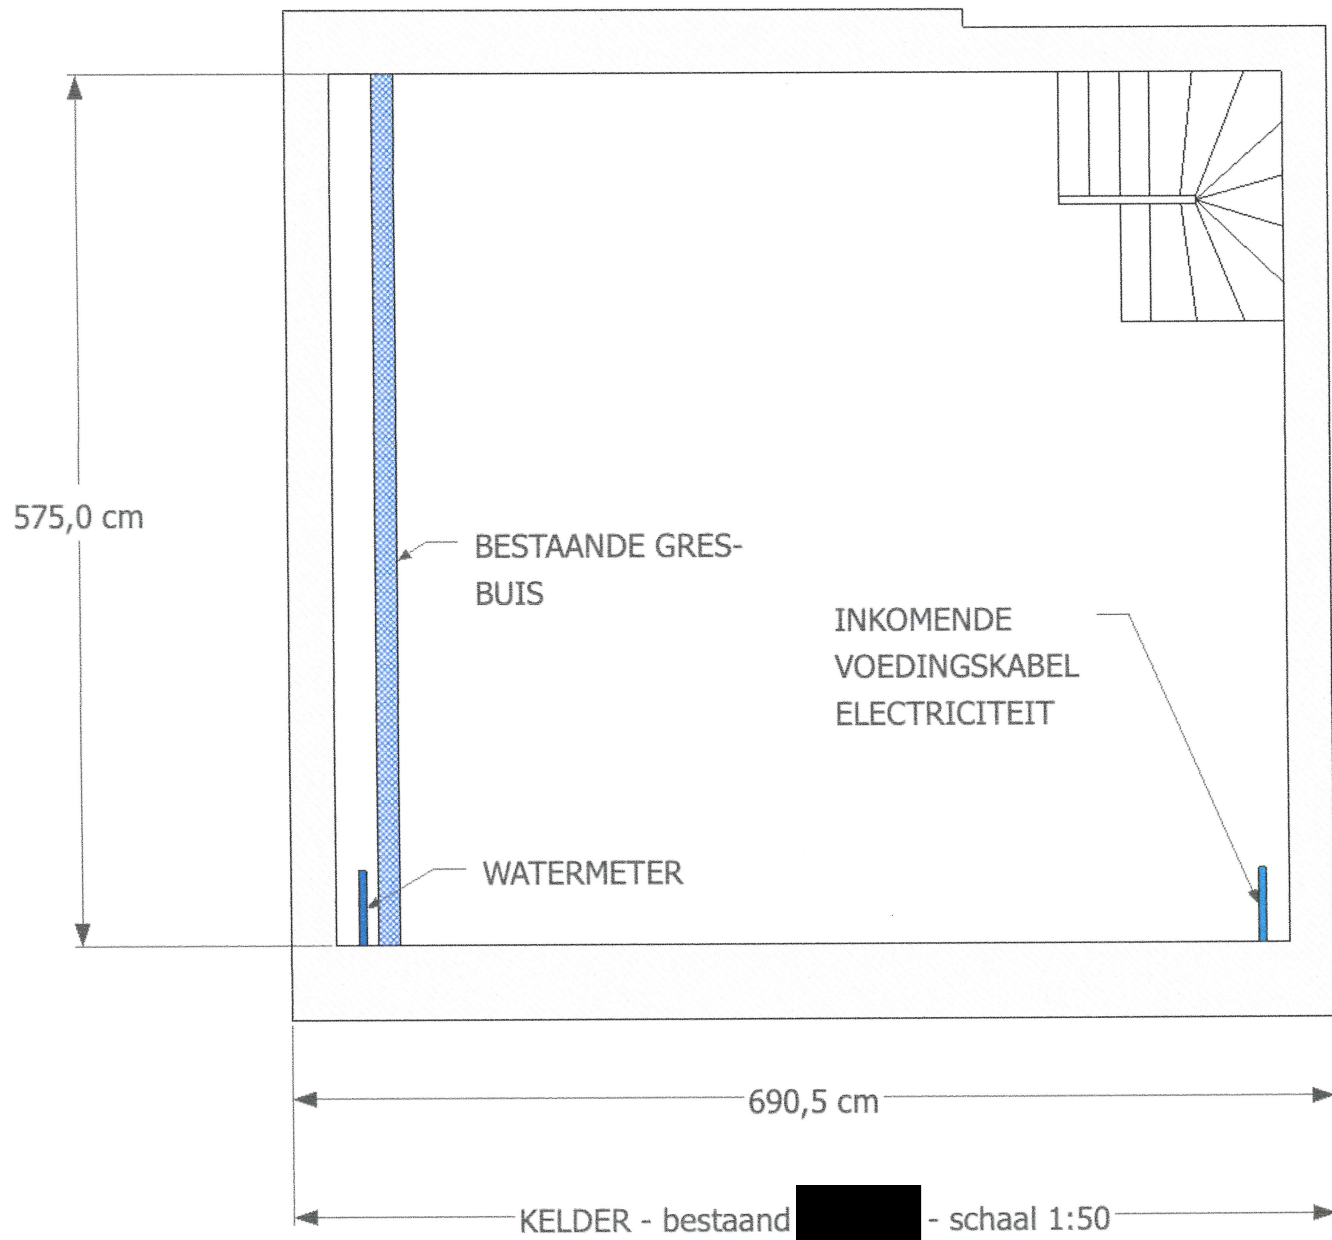 575,0 cm
BESTAANDE GRES-
BUIS
INKOMENDE
VOEDINGSKABEL
ELECTRICITEIT
WATERMETER
690,5 cm
KELDER - bestaand - schaal 1:50